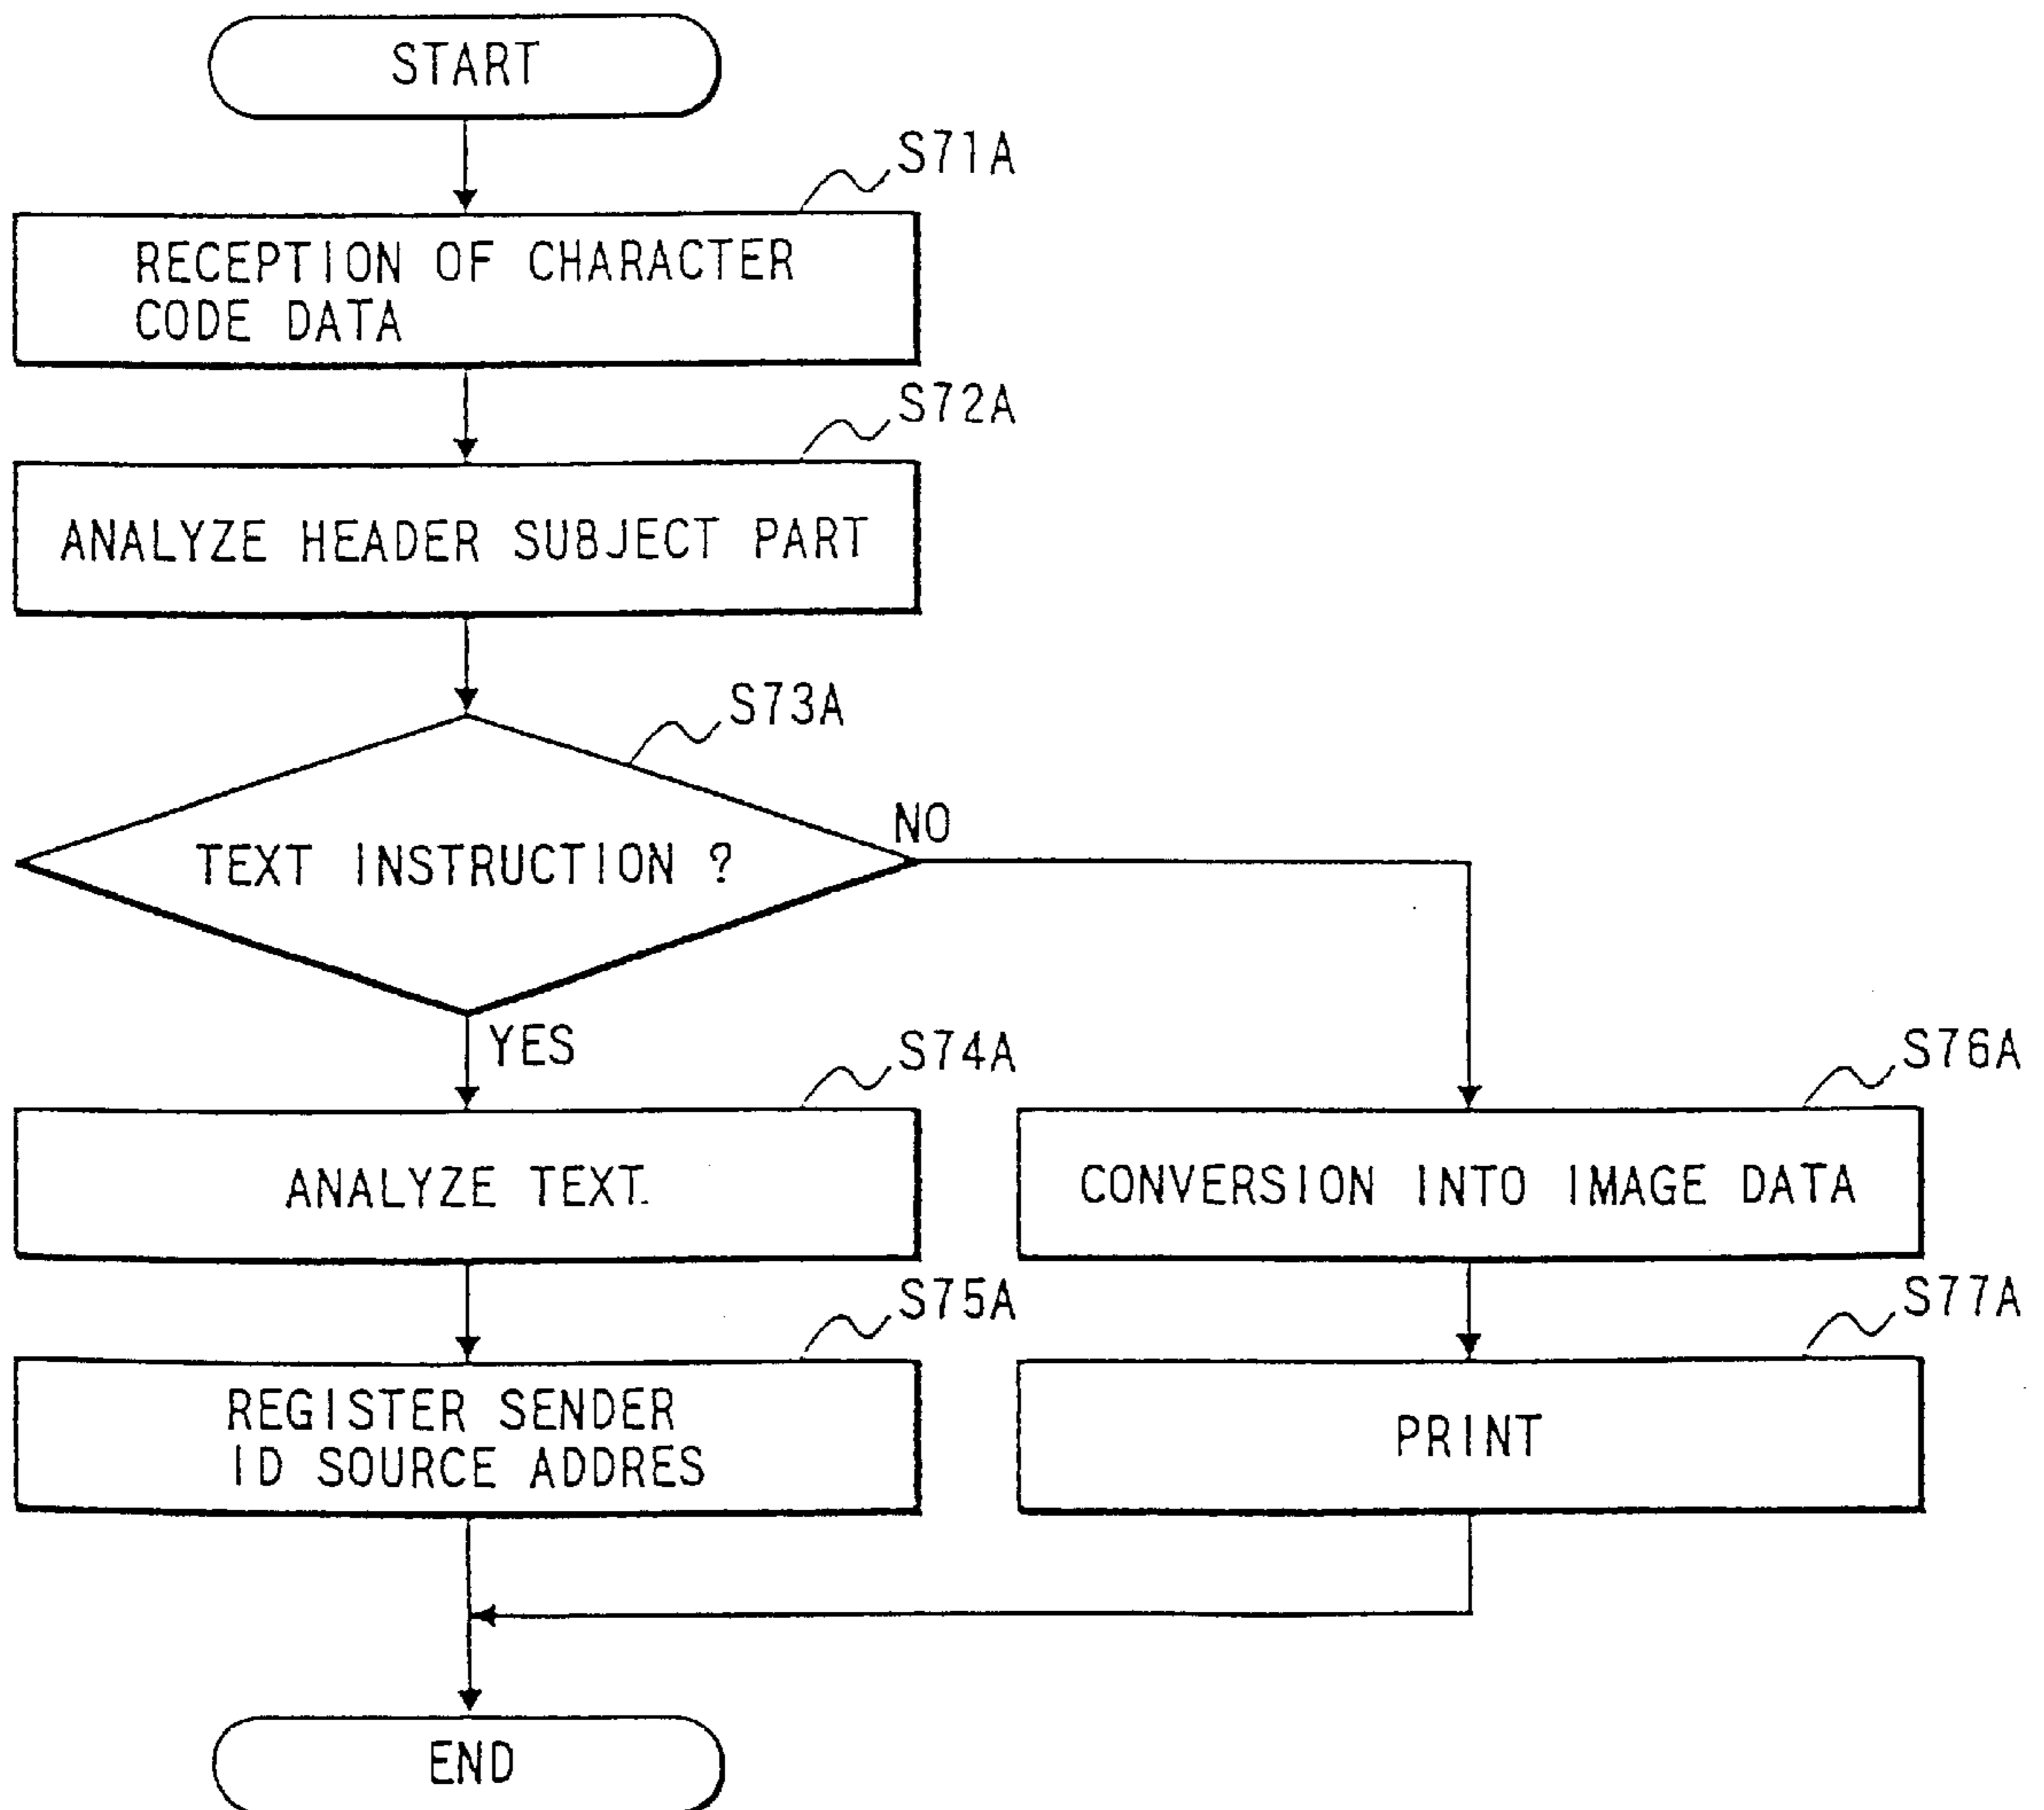 START
S71A
RECEPTION OF CHARACTER
CODE DATA
S72A
ANALYZE HEADER SUBJECT PART
S73A
TEXT INSTRUCTION ?
NO
YES
S74A
ANALYZE TEXT
S76A
CONVERSION INTO IMAGE DATA
S75A
REGISTER SENDER
ID SOURCE ADDRES
S77A
PRINT
END